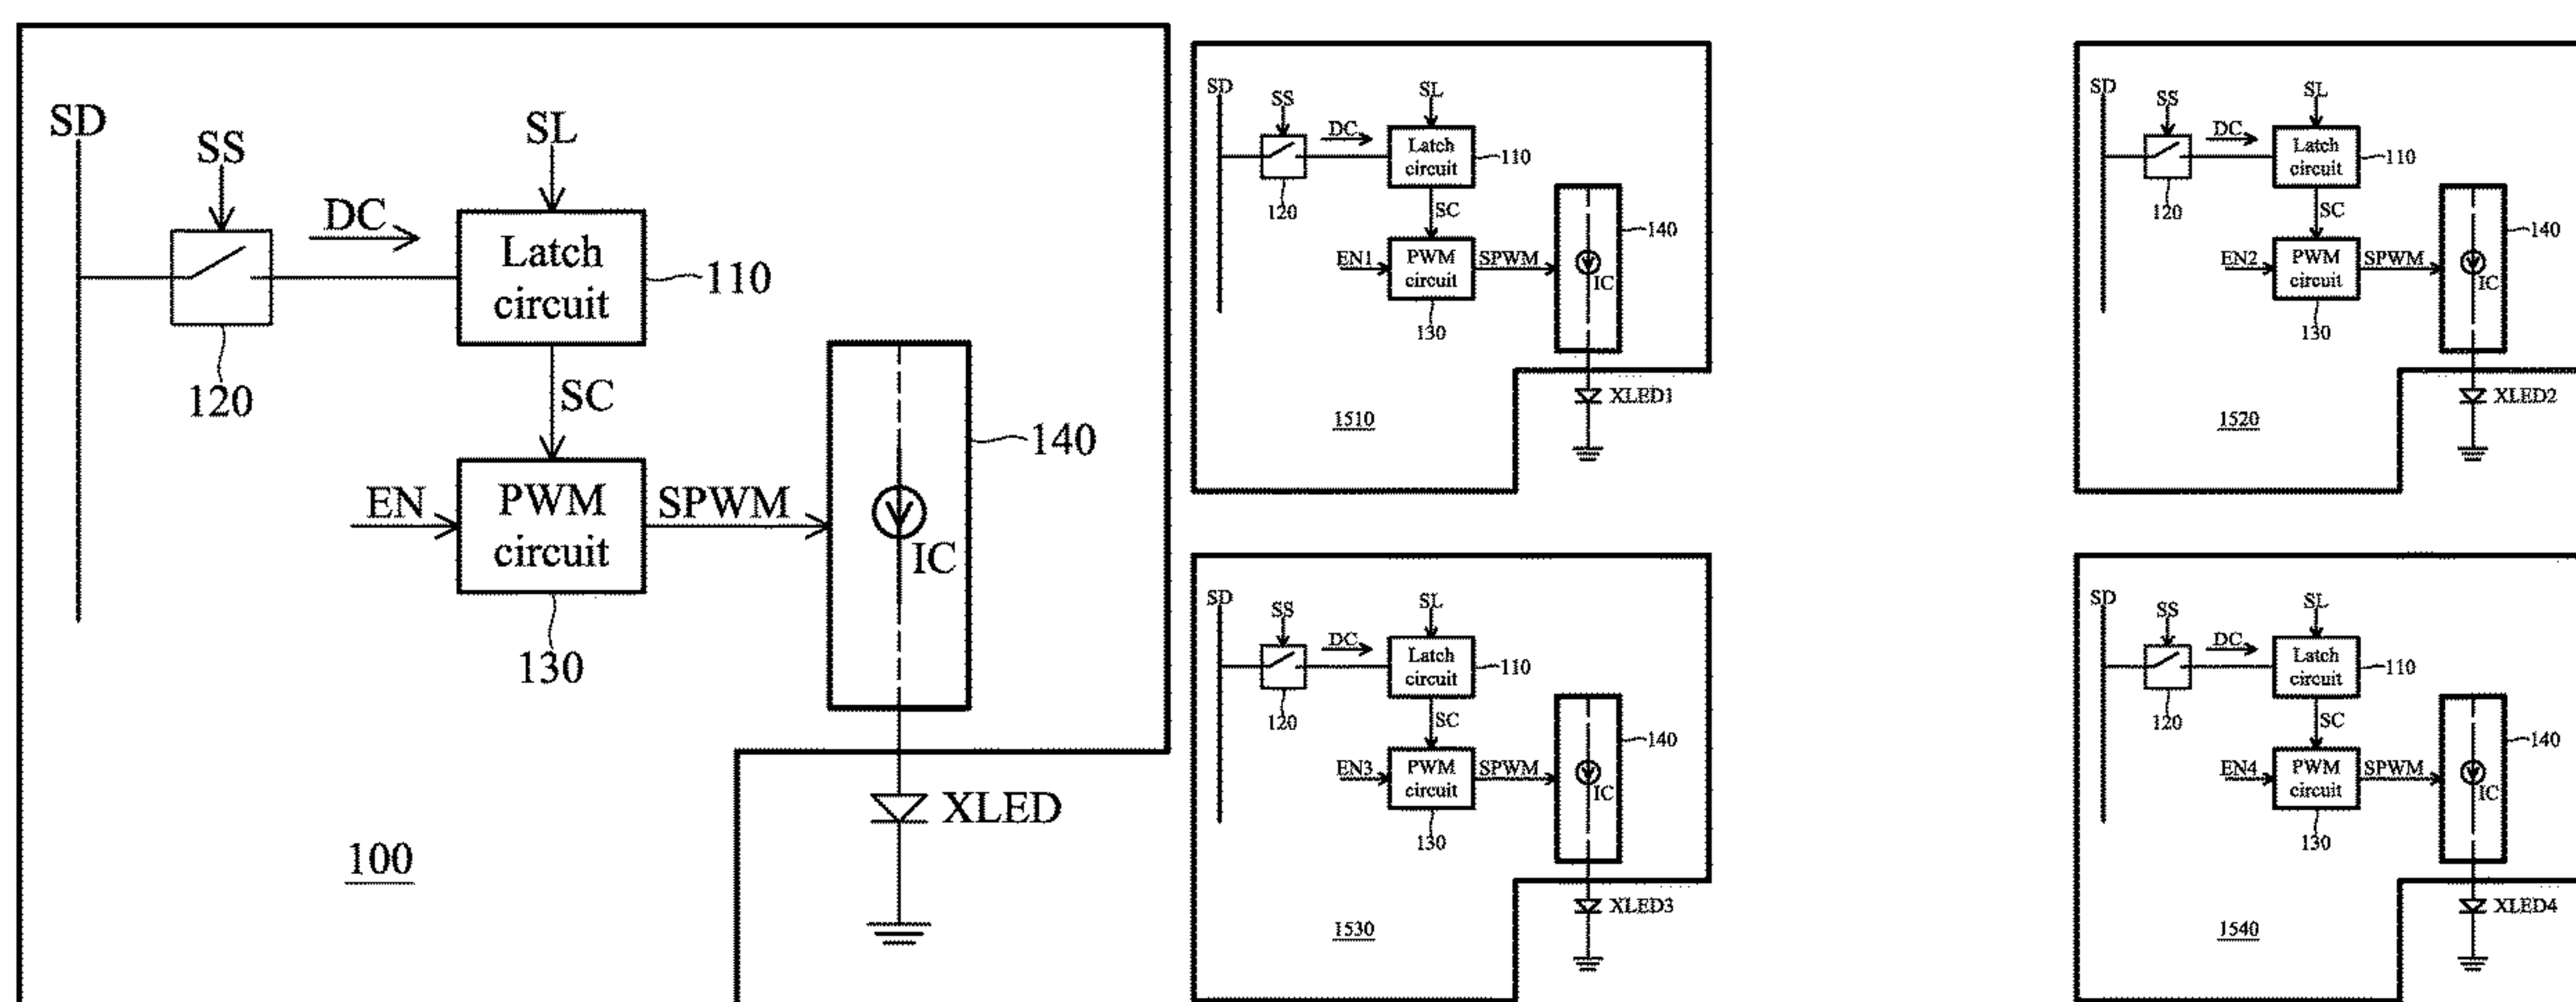 SD
SS
SL
DC
Latch
circuit
110
120
SC
140
EN
PWM
circuit
SPWM
IC
130
XLED
100
SD
SS
SL
DC
Latch
circuit
110
120
SC
140
EN1
PWM
circuit
SPWM
IC
130
XLED1
1510
SD
SS
SL
DC
Latch
circuit
110
120
SC
140
EN2
PWM
circuit
SPWM
IC
130
XLED2
1520
SD
SS
SL
DC
Latch
circuit
110
120
SC
140
EN3
PWM
circuit
SPWM
IC
130
XLED3
1530
SD
SS
SL
DC
Latch
circuit
110
120
SC
140
EN4
PWM
circuit
SPWM
IC
130
XLED4
1540